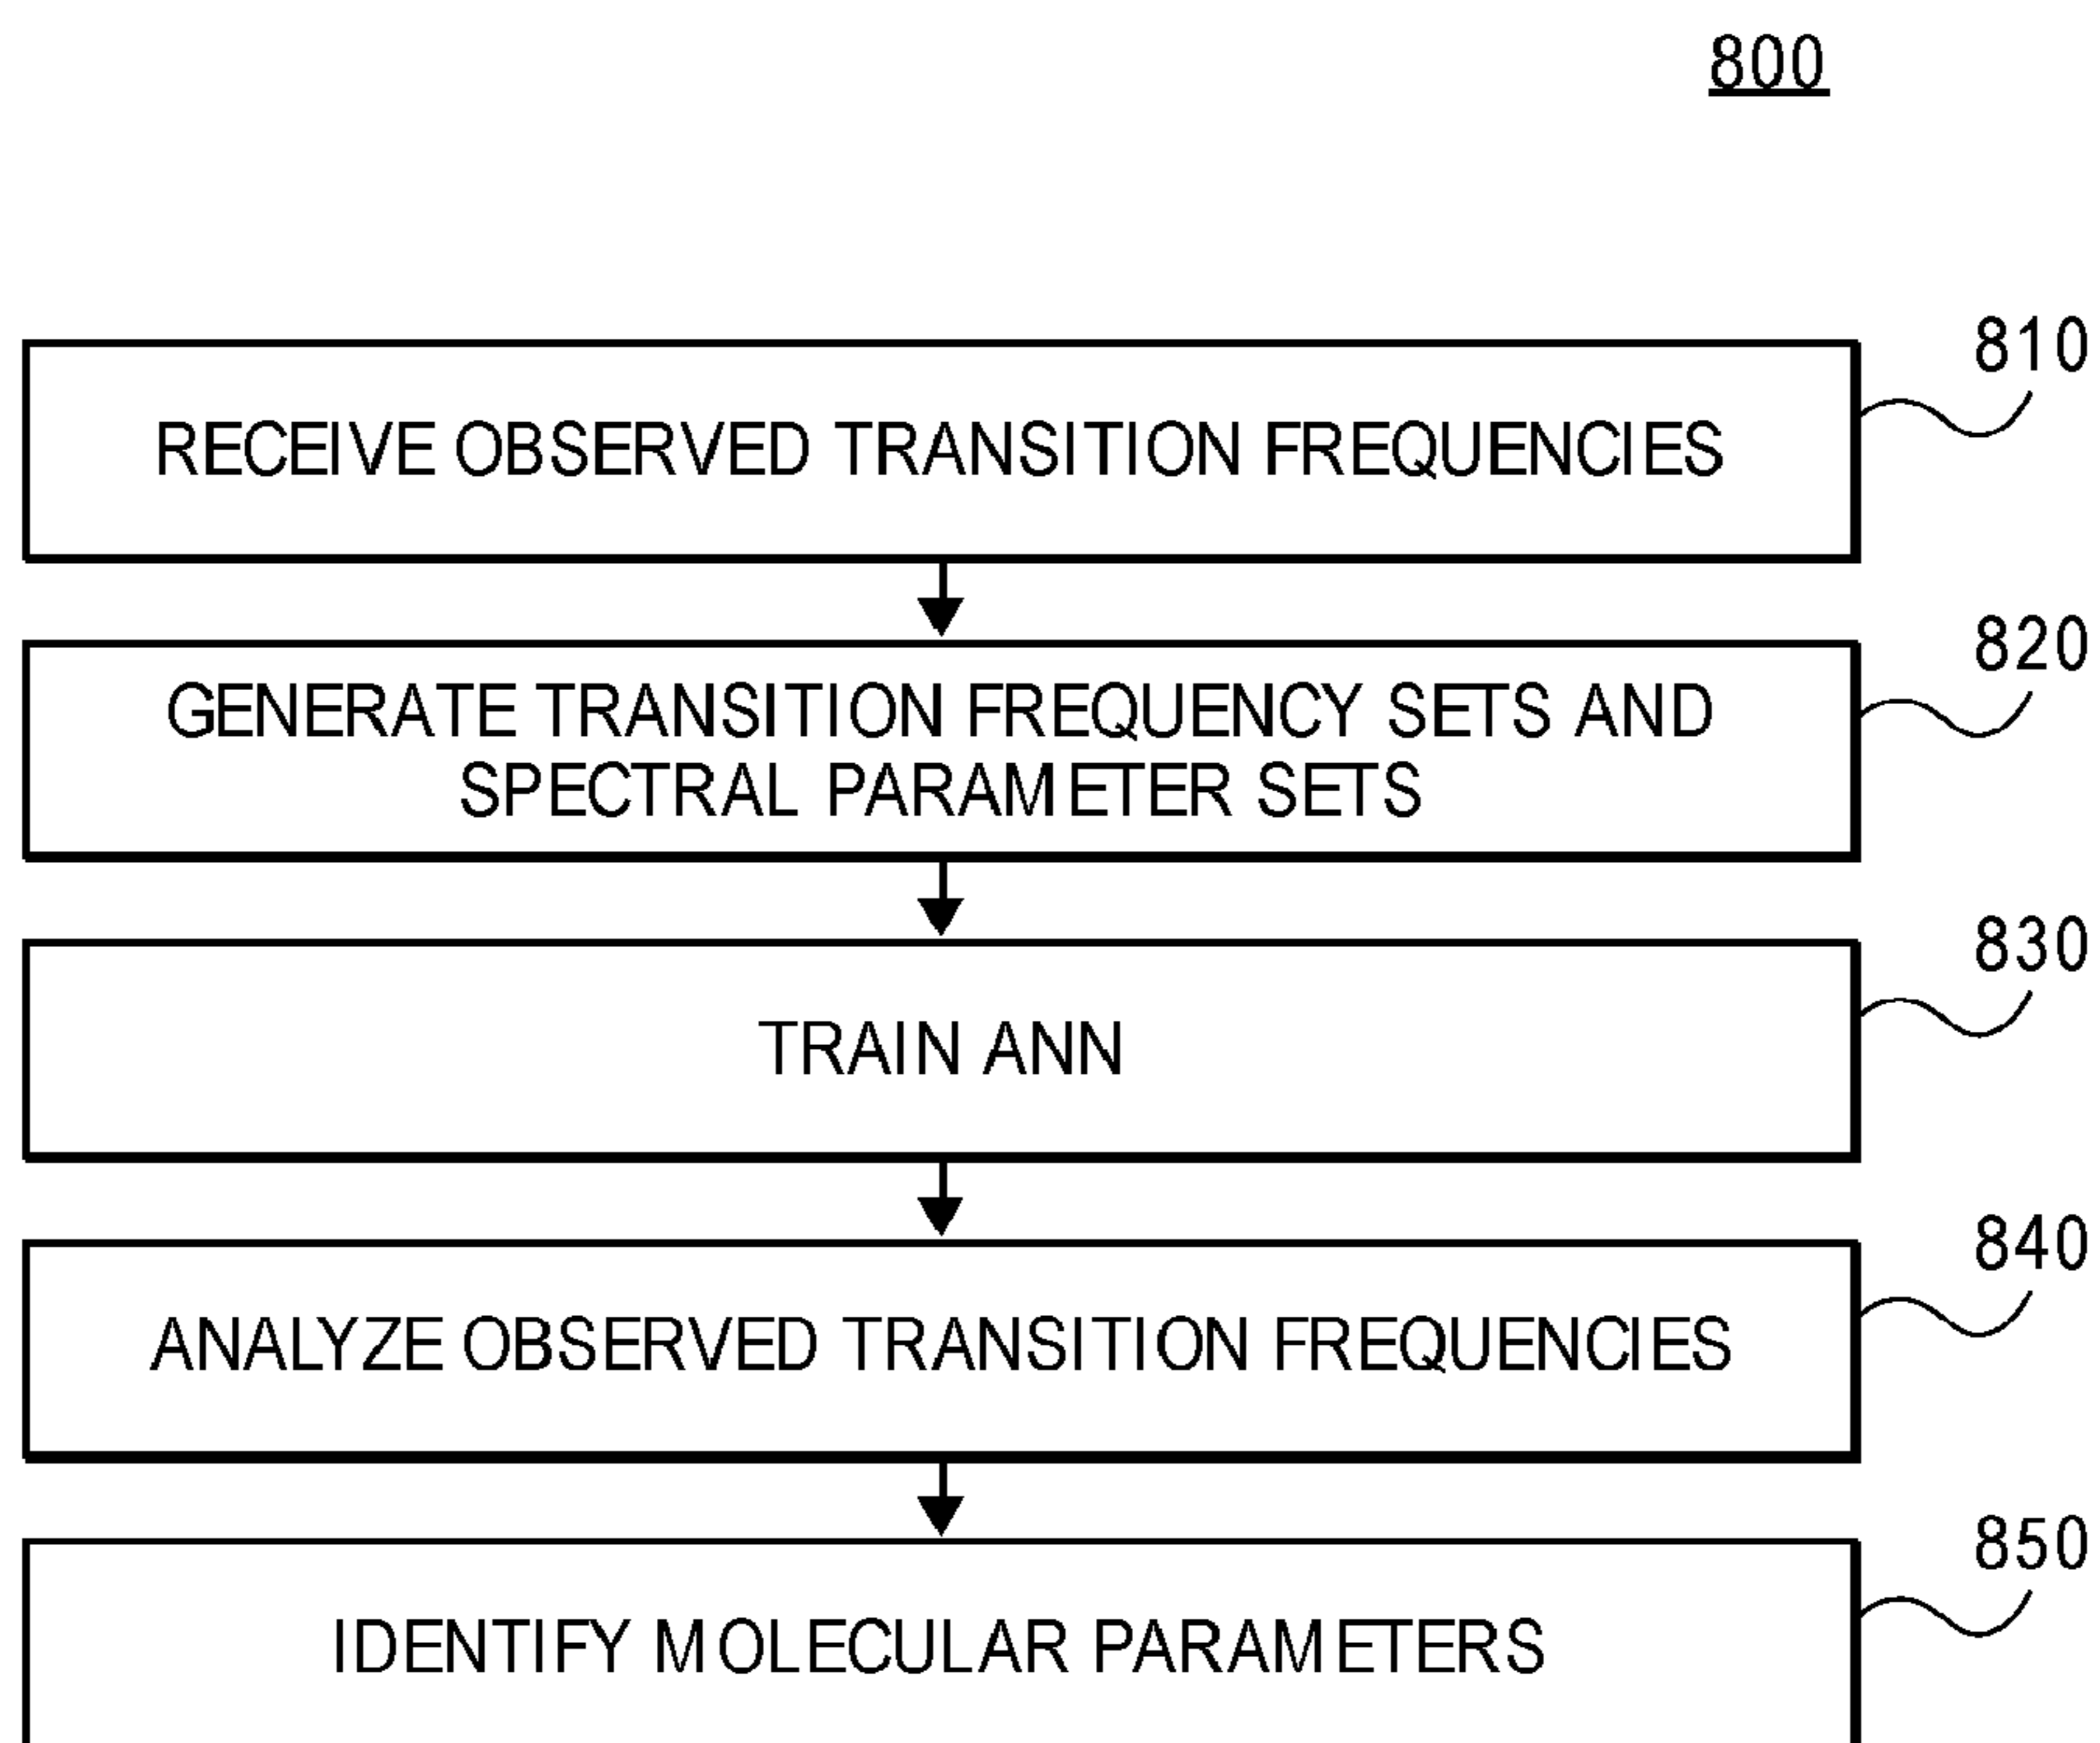 800
810
RECEIVE OBSERVED TRANSITION FREQUENCIES
820
GENERATE TRANSITION FREQUENCY SETS AND
SPECTRAL PARAMETER SETS
830
TRAIN ANN
840
ANALYZE OBSERVED TRANSITION FREQUENCIES
850
IDENTIFY MOLECULAR PARAMETERS